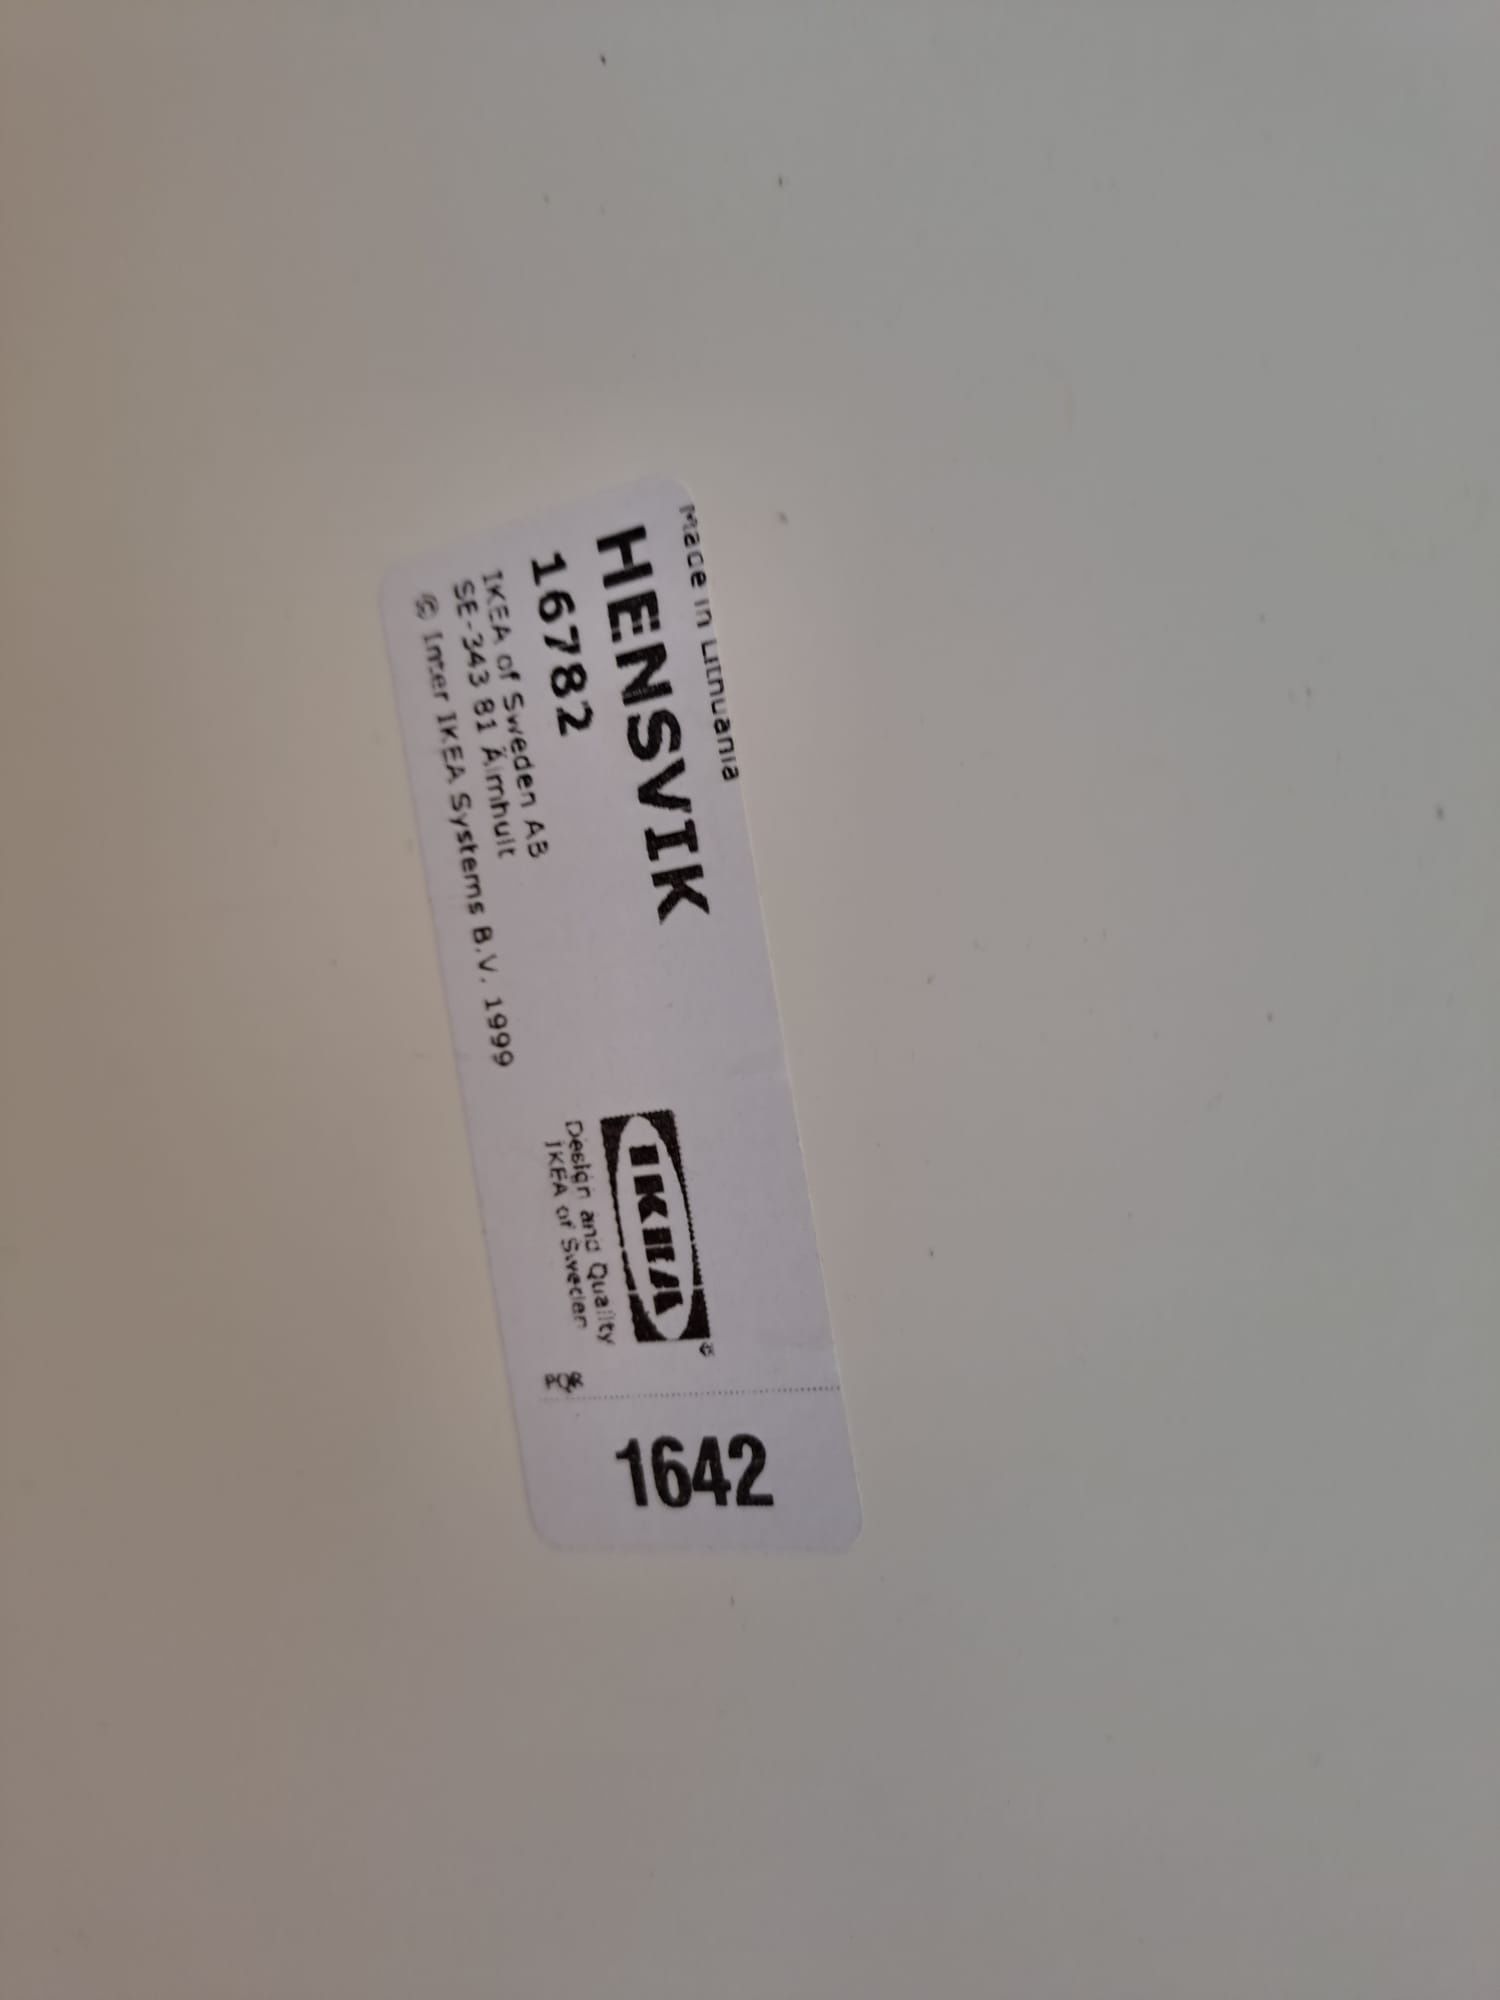 Made in Lithuania
HENSVIK
16782
IKEA of Sweden AB
SE-343 81 Älmhult
© Inter IKEA Systems B.V. 1999
IKEA®
Design and Quality
IKEA of Sweden
1642